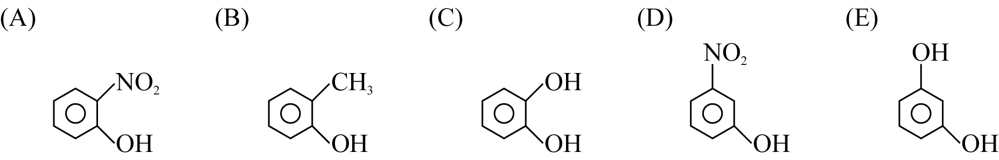 (A) (B) (C) (D) (E)
NO₂ OH
NO₂ CH₃ OH
OH OH OH OH OH